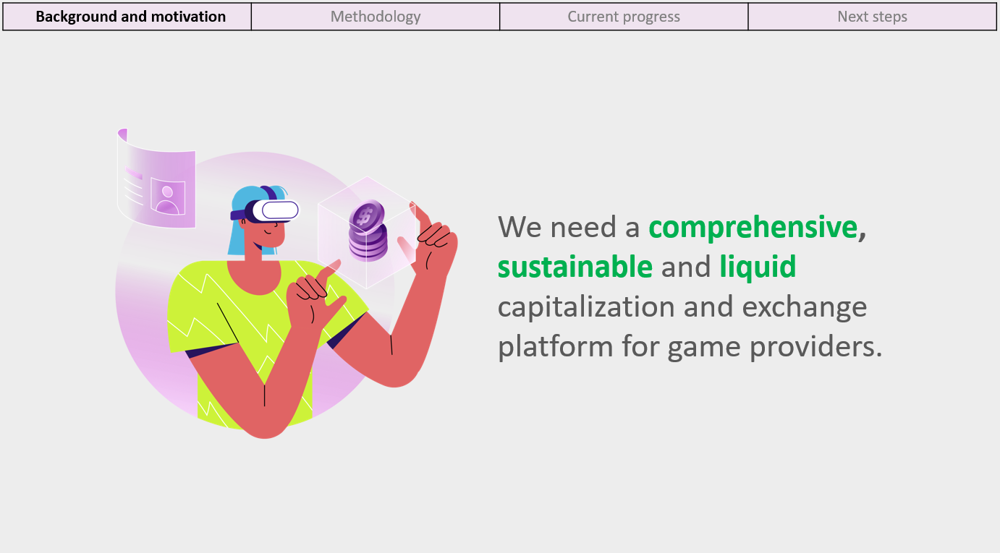 Background and motivation
Methodology
Current progress
Next steps
$
We need a comprehensive,
sustainable and liquid
capitalization and exchange
platform for game providers.